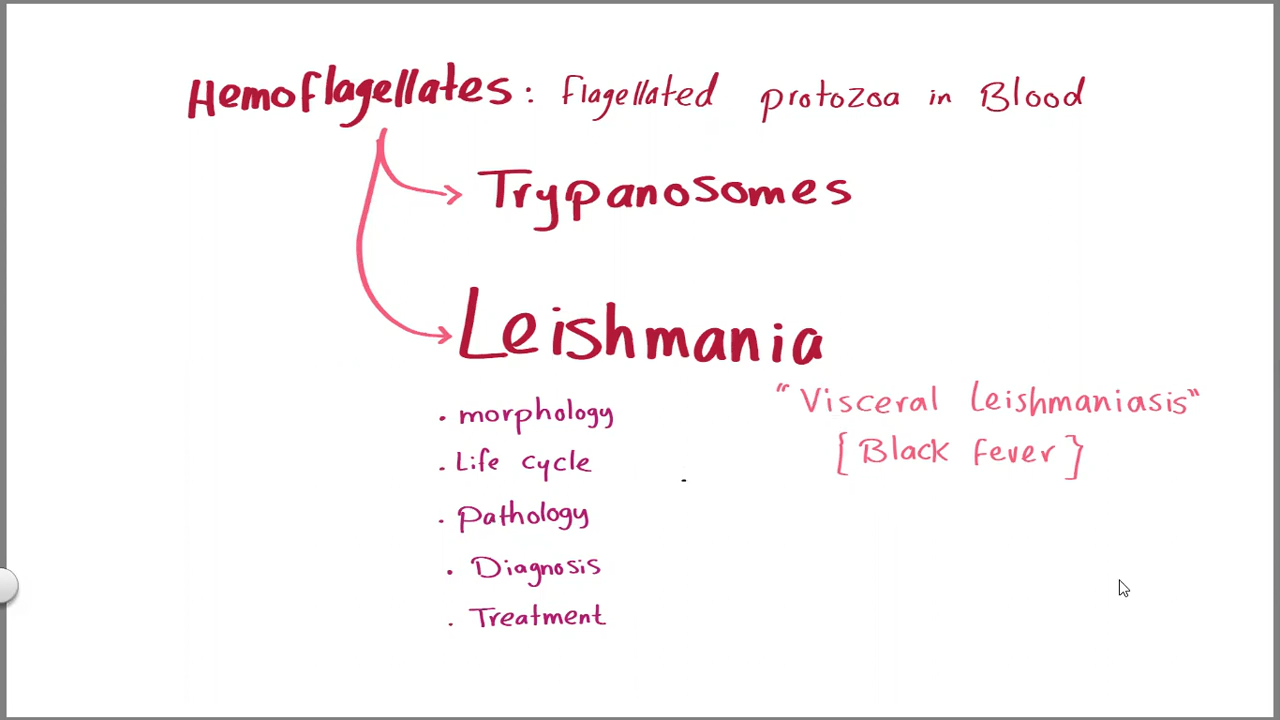 Hemoflagellates: flagellated protozoa in Blood
Trypanosomes
Leishmania
• morphology
• Life cycle
• pathology
• Diagnosis
• Treatment
"Visceral Leishmaniasis"
[Black fever}